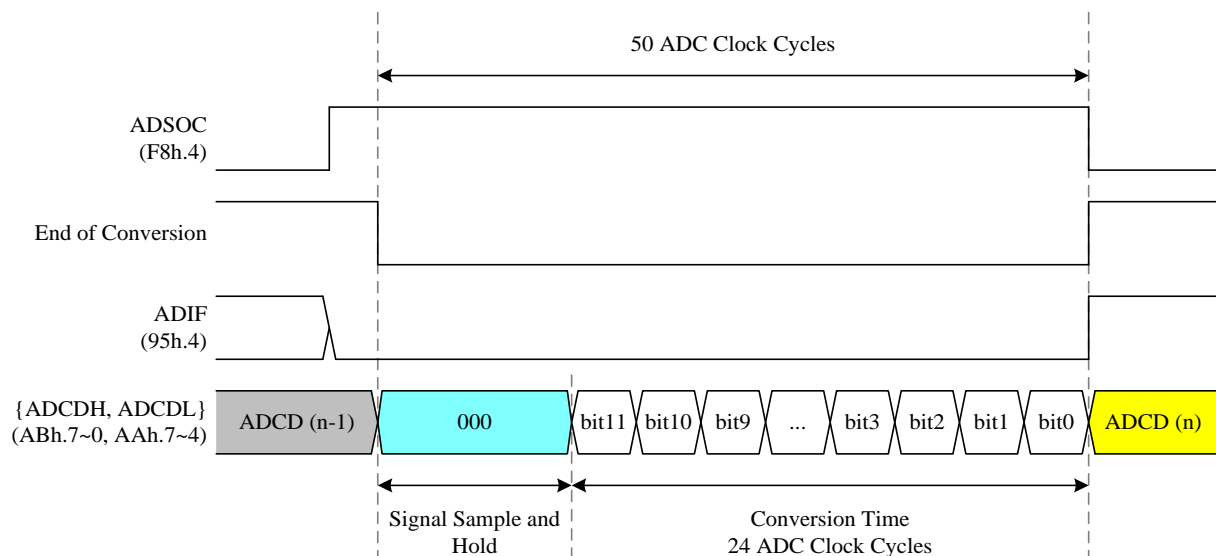 50 ADC Clock Cycles
ADSOC
(F8h.4)
End of Conversion
ADIF
(95h.4)
{ADCDH, ADCDL}
(ABh.7~0, AAh.7~4)
ADCD (n-1)
000
bit11
bit10
bit9
...
bit3
bit2
bit1
bit0
ADCD (n)
Signal Sample and
Hold
Conversion Time
24 ADC Clock Cycles